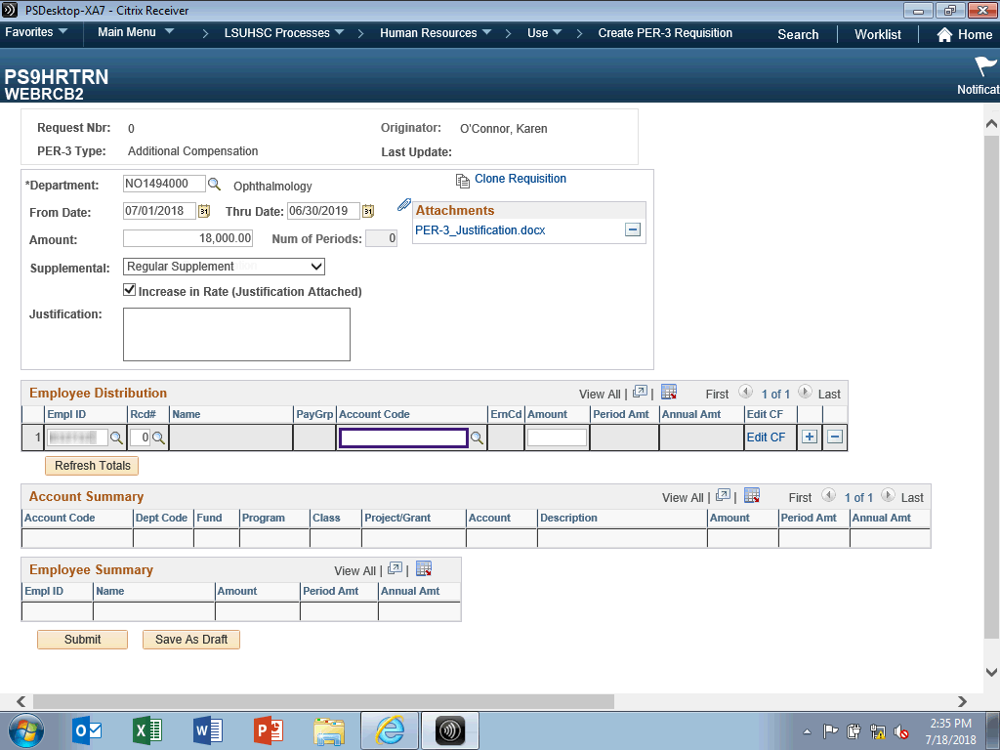 PSDesktop-XA7 - Citrix Receiver
Favorites Main Menu LSUHSC Processes Human Resources Use Create PER-3 Requisition Search Worklist Home
PS9HRTRN
WEBRCB2
Notificat
Request Nbr: 0 Originator: O'Connor, Karen
PER-3 Type: Additional Compensation Last Update:
*Department: NO1494000 Ophthalmology Clone Requisition
From Date: 07/01/2018 Thru Date: 06/30/2019 Attachments
Amount: 18,000.00 Num of Periods: 0 PER-3_Justification.docx
Supplemental: Regular Supplement
Increase in Rate (Justification Attached)
Justification:
Employee Distribution View All | | First 1 of 1 Last
Empl ID Rcd# Name PayGrp Account Code ErnCd Amount Period Amt Annual Amt Edit CF
1 0 Edit CF
Refresh Totals
Account Summary View All | | First 1 of 1 Last
Account Code Dept Code Fund Program Class Project/Grant Account Description Amount Period Amt Annual Amt
Employee Summary View All | |
Empl ID Name Amount Period Amt Annual Amt
Submit Save As Draft
2:35 PM
7/18/2018